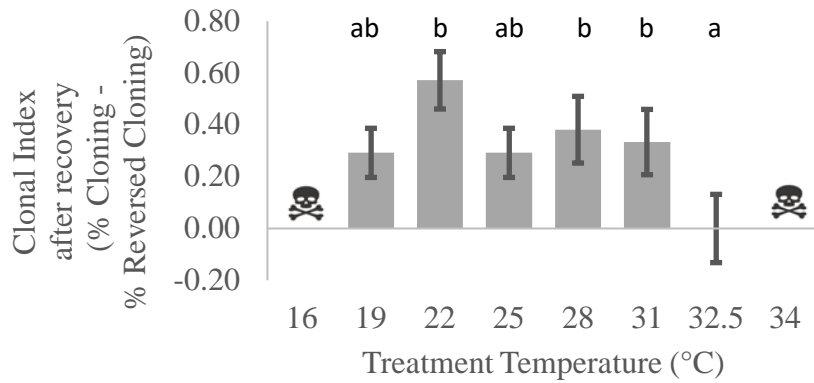 Clonal Index
after recovery
(% Cloning -
% Reversed Cloning)
0.80
0.60
0.40
0.20
0.00
-0.20
ab b ab b b a
16 19 22 25 28 31 32.5 34
Treatment Temperature (°C)